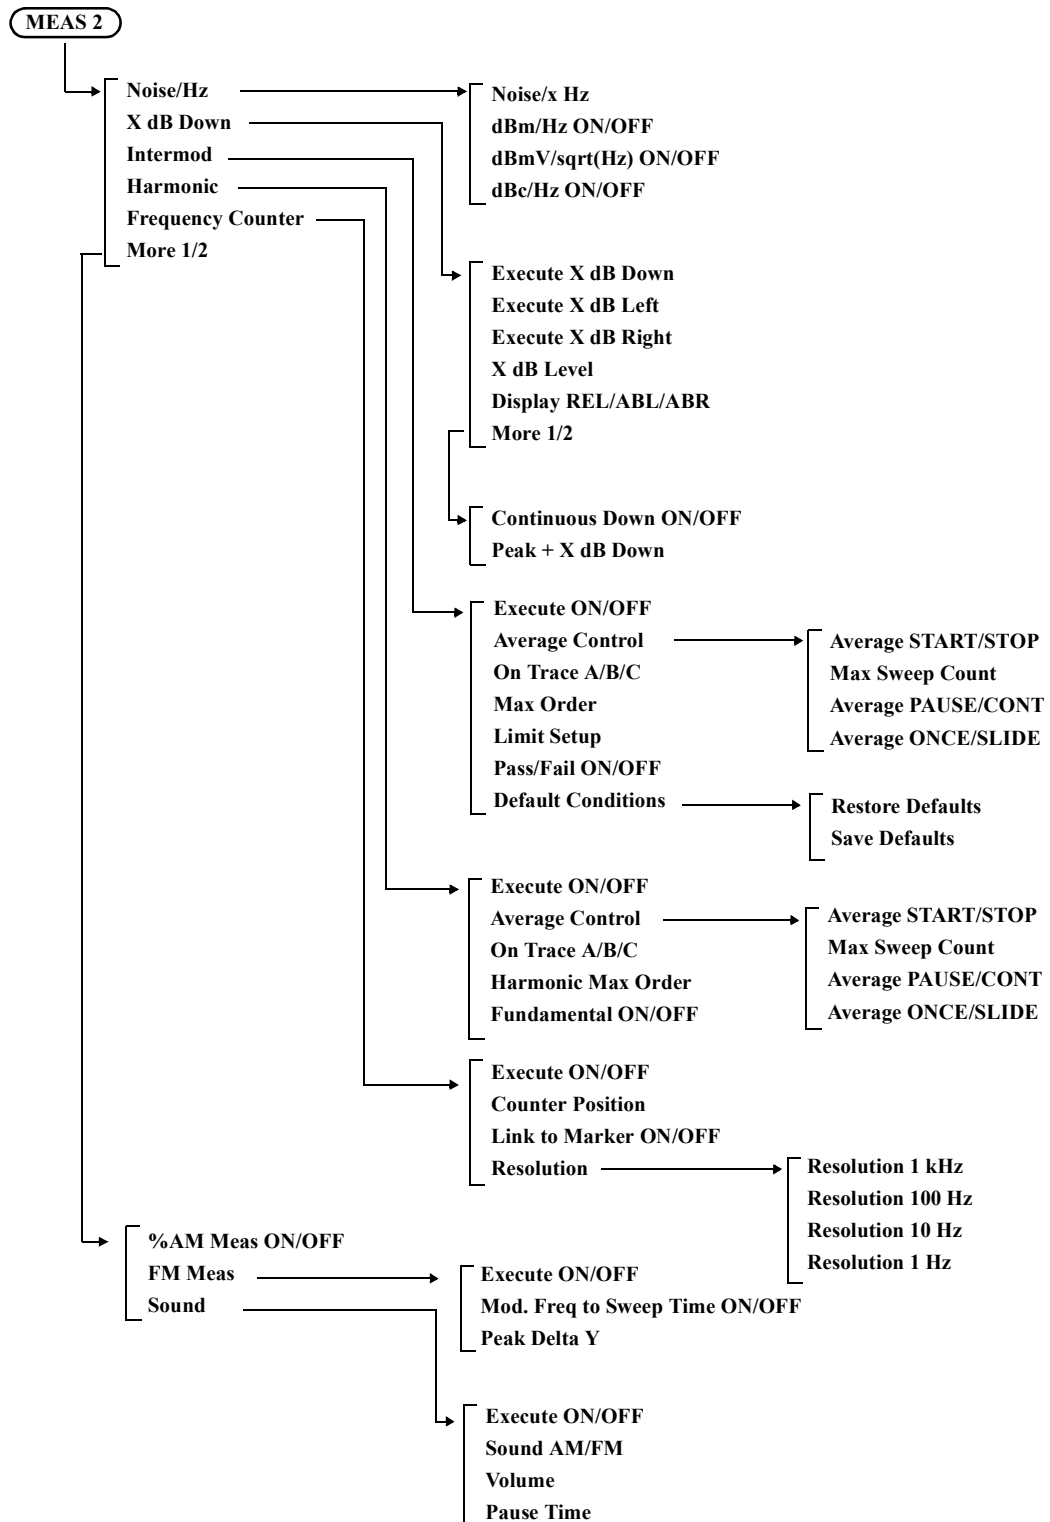 MEAS 2
Noise/Hz
X dB Down
Intermod
Harmonic
Frequency Counter
More 1/2
Noise/x Hz
dBm/Hz ON/OFF
dBmV/sqrt(Hz) ON/OFF
dBc/Hz ON/OFF
Execute X dB Down
Execute X dB Left
Execute X dB Right
X dB Level
Display REL/ABL/ABR
More 1/2
Continuous Down ON/OFF
Peak + X dB Down
Execute ON/OFF
Average Control
On Trace A/B/C
Max Order
Limit Setup
Pass/Fail ON/OFF
Default Conditions
Average START/STOP
Max Sweep Count
Average PAUSE/CONT
Average ONCE/SLIDE
Restore Defaults
Save Defaults
Execute ON/OFF
Average Control
On Trace A/B/C
Harmonic Max Order
Fundamental ON/OFF
Average START/STOP
Max Sweep Count
Average PAUSE/CONT
Average ONCE/SLIDE
Execute ON/OFF
Counter Position
Link to Marker ON/OFF
Resolution
Resolution 1 kHz
Resolution 100 Hz
Resolution 10 Hz
Resolution 1 Hz
%AM Meas ON/OFF
FM Meas
Sound
Execute ON/OFF
Mod. Freq to Sweep Time ON/OFF
Peak Delta Y
Execute ON/OFF
Sound AM/FM
Volume
Pause Time